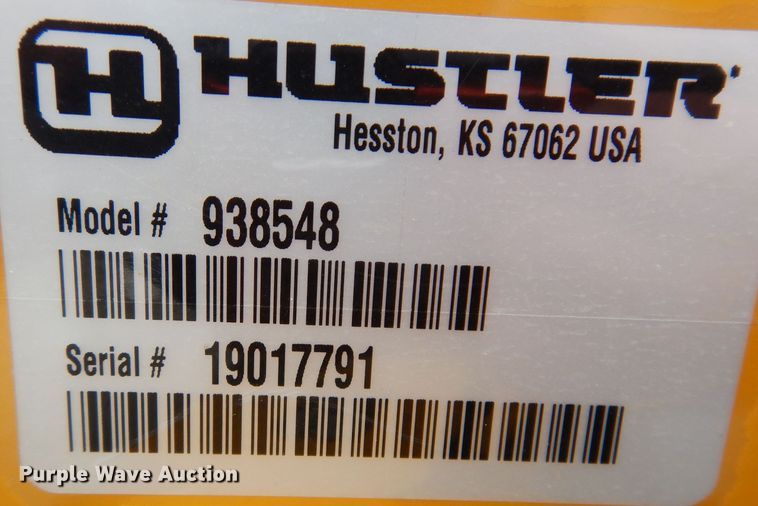 H HUSTLER
Hesston, KS 67062 USA
Model # 938548
Serial # 19017791
Purple Wave Auction